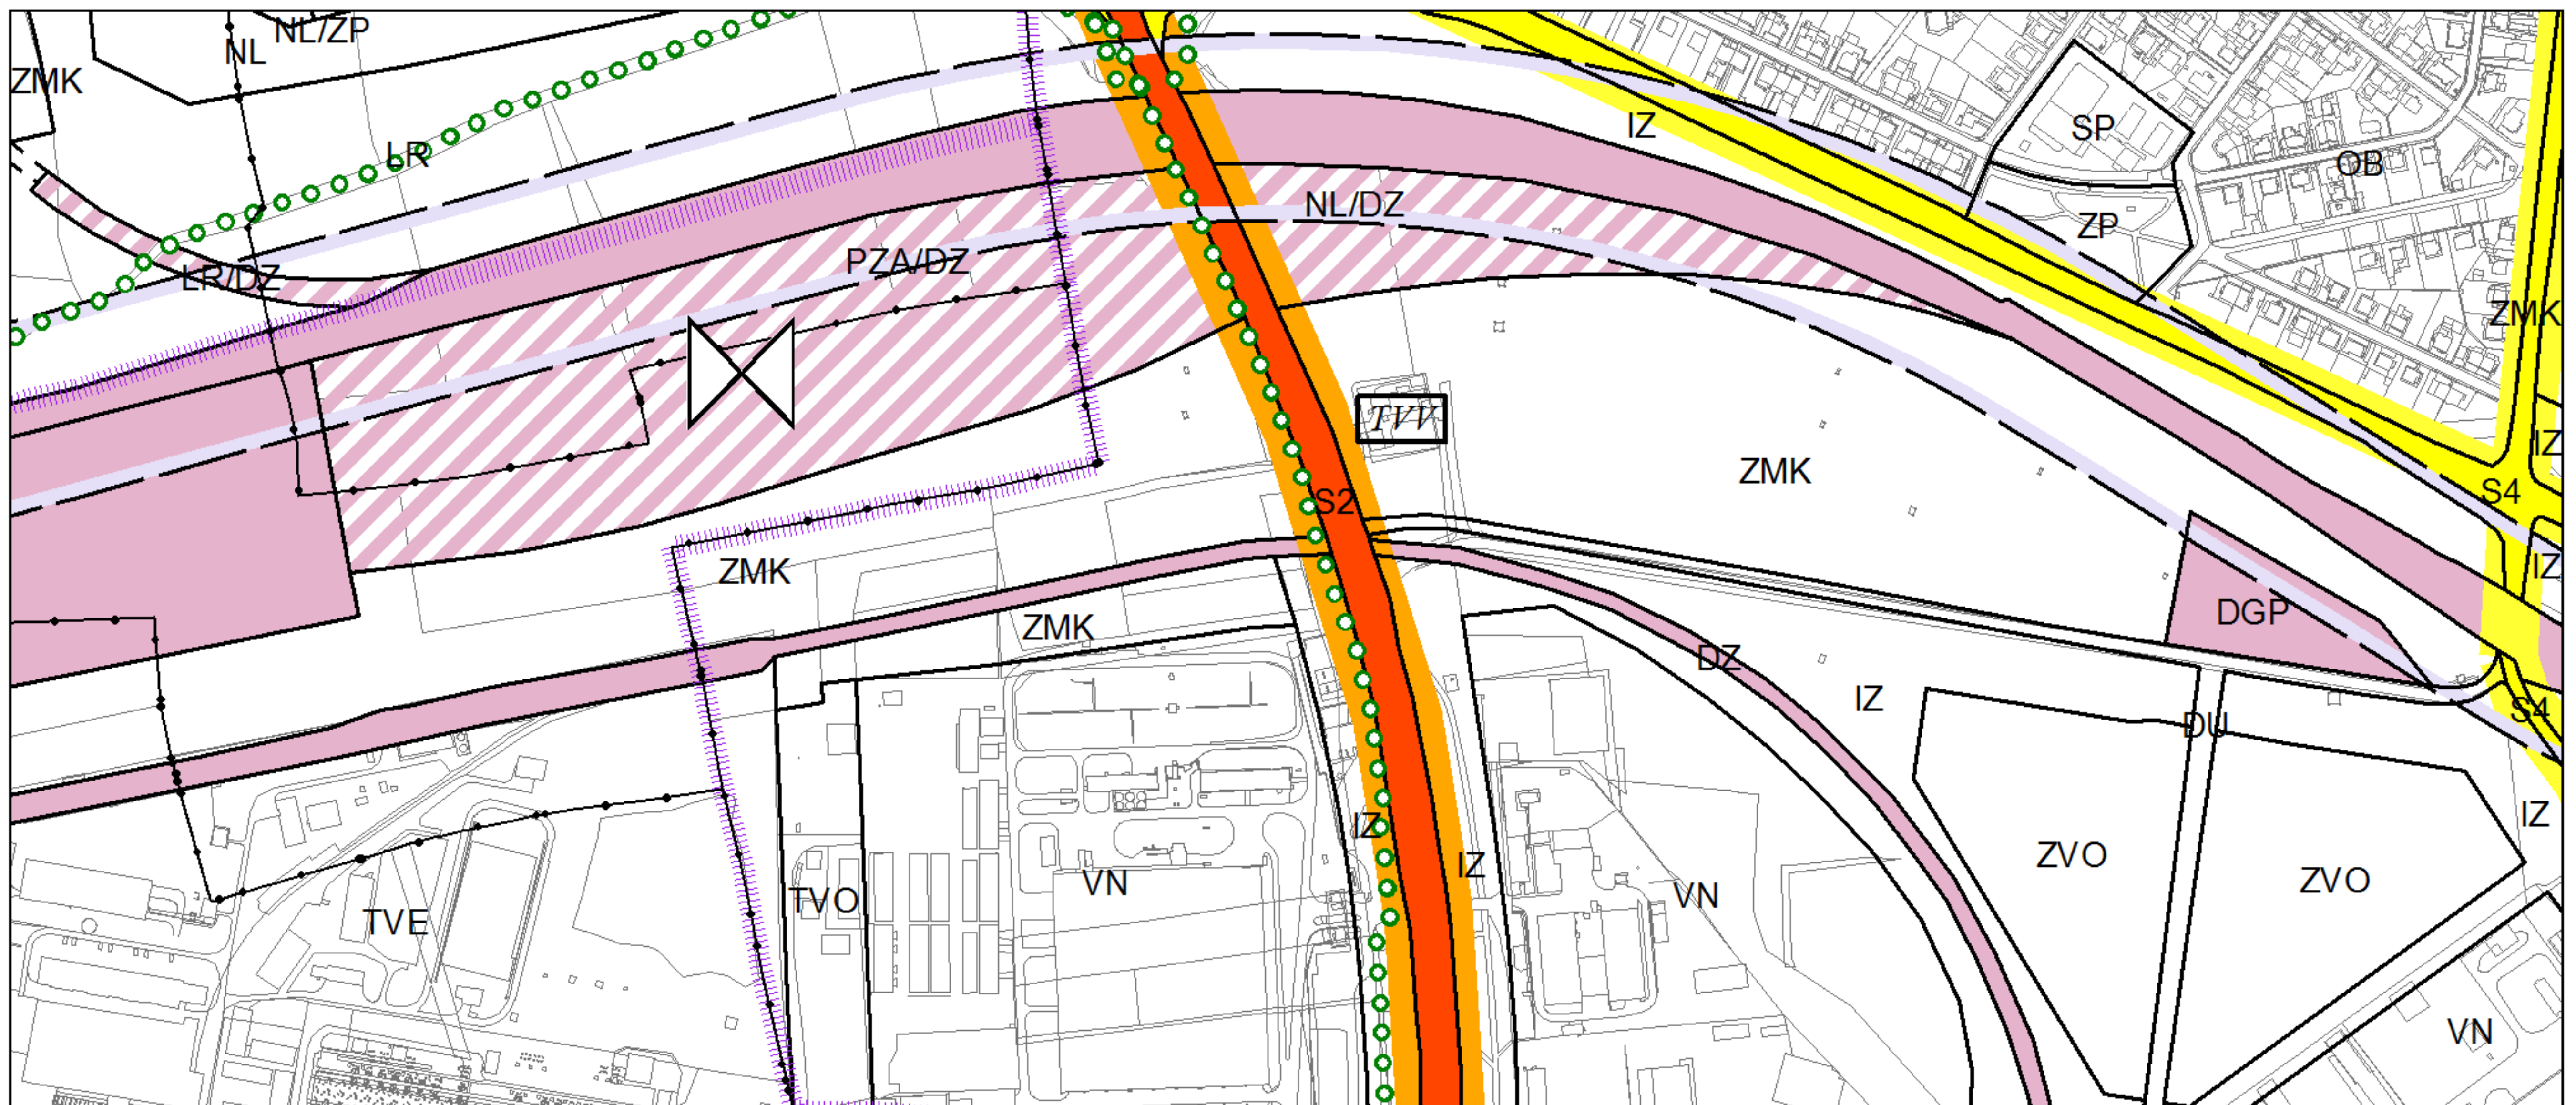 NL/ZP
NL
ZMK
IZ
SP
LR
OB
NL/DZ
ZP
PZA/DZ
LR/DZ
ZMK
TVV
IZ
ZMK
S4
S2
IZ
ZMK
DGP
ZMK
DZ
IZ
S4
DU
IZ
IZ
ZVO
IZ
ZVO
VN
VN
TVO
TVE
VN